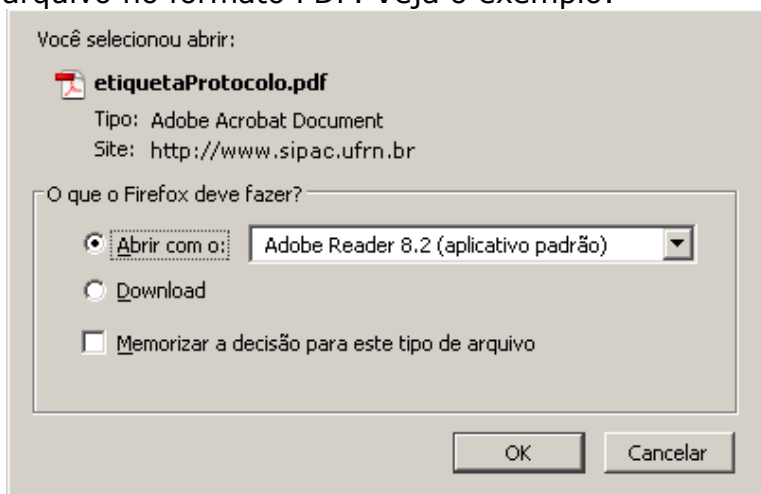 arquivo no formato PDF. Veja o exemplo:
Você selecionou abrir:
etiquetaProtocolo.pdf
Tipo: Adobe Acrobat Document
Site: http://www.sipac.ufrn.br
O que o Firefox deve fazer?
Abrir com o: Adobe Reader 8.2 (aplicativo padrão)
Download
Memorizar a decisão para este tipo de arquivo
OK Cancelar